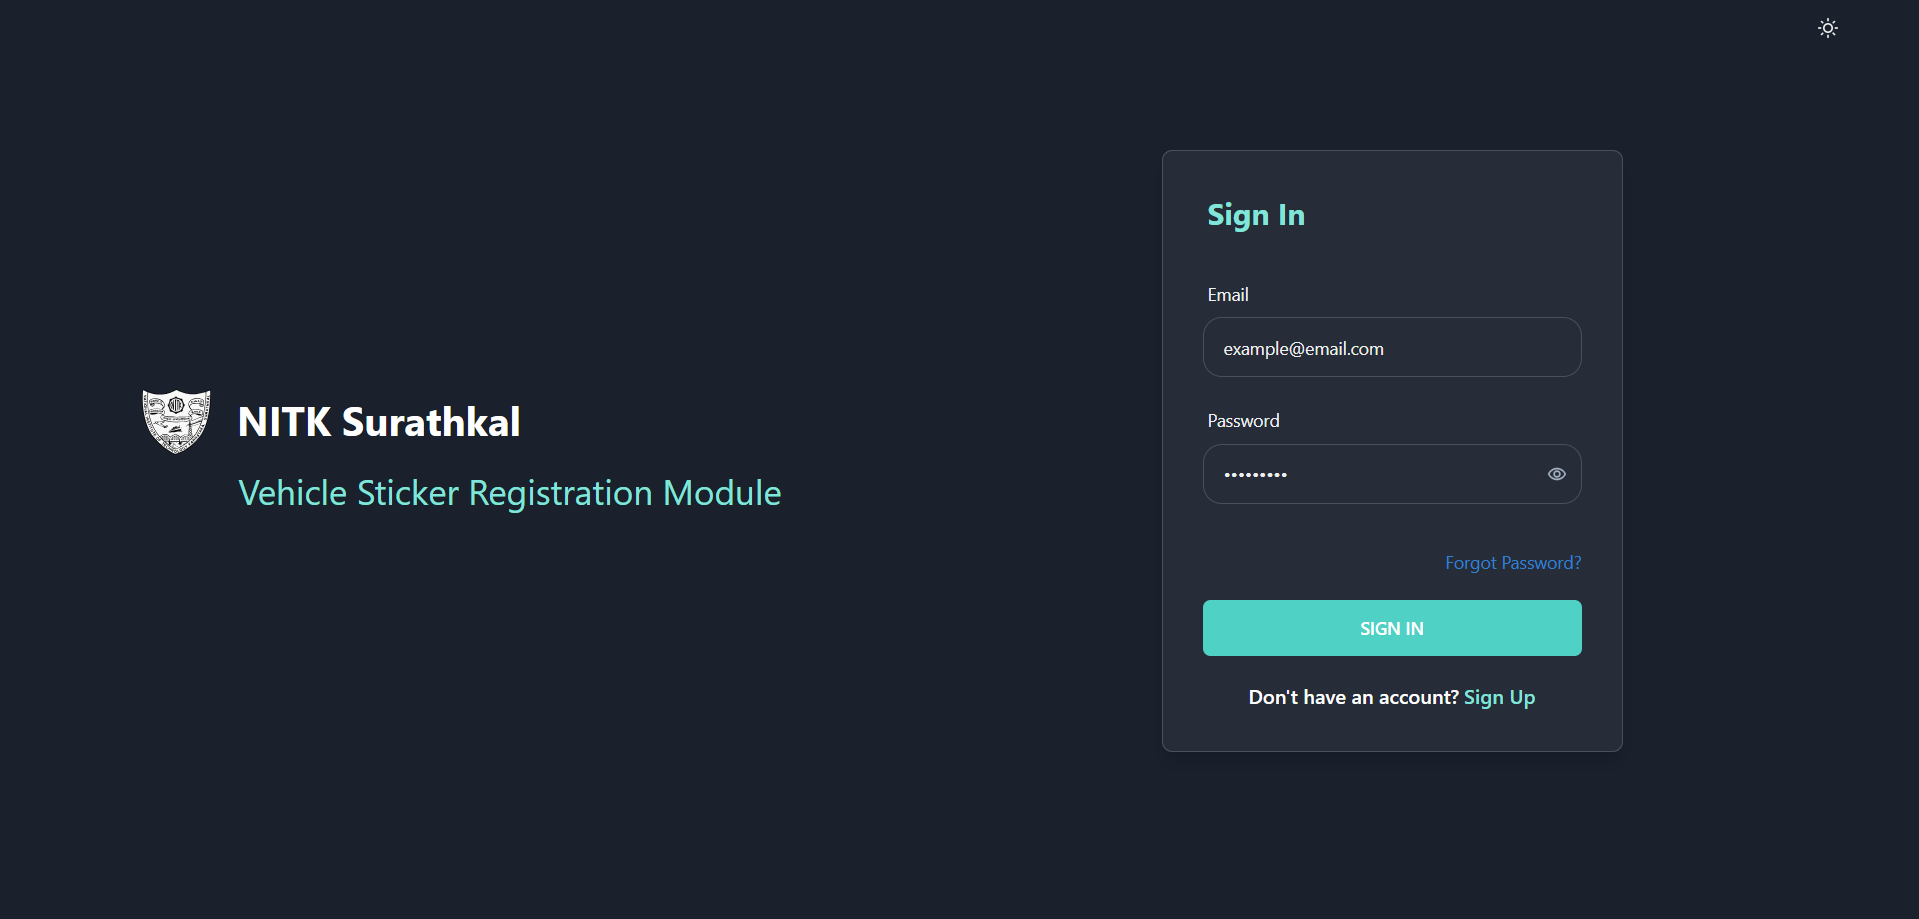 NITK Surathkal
Vehicle Sticker Registration Module
Sign In
Email
example@email.com
Password
•••••••••
Forgot Password?
SIGN IN
Don't have an account? Sign Up